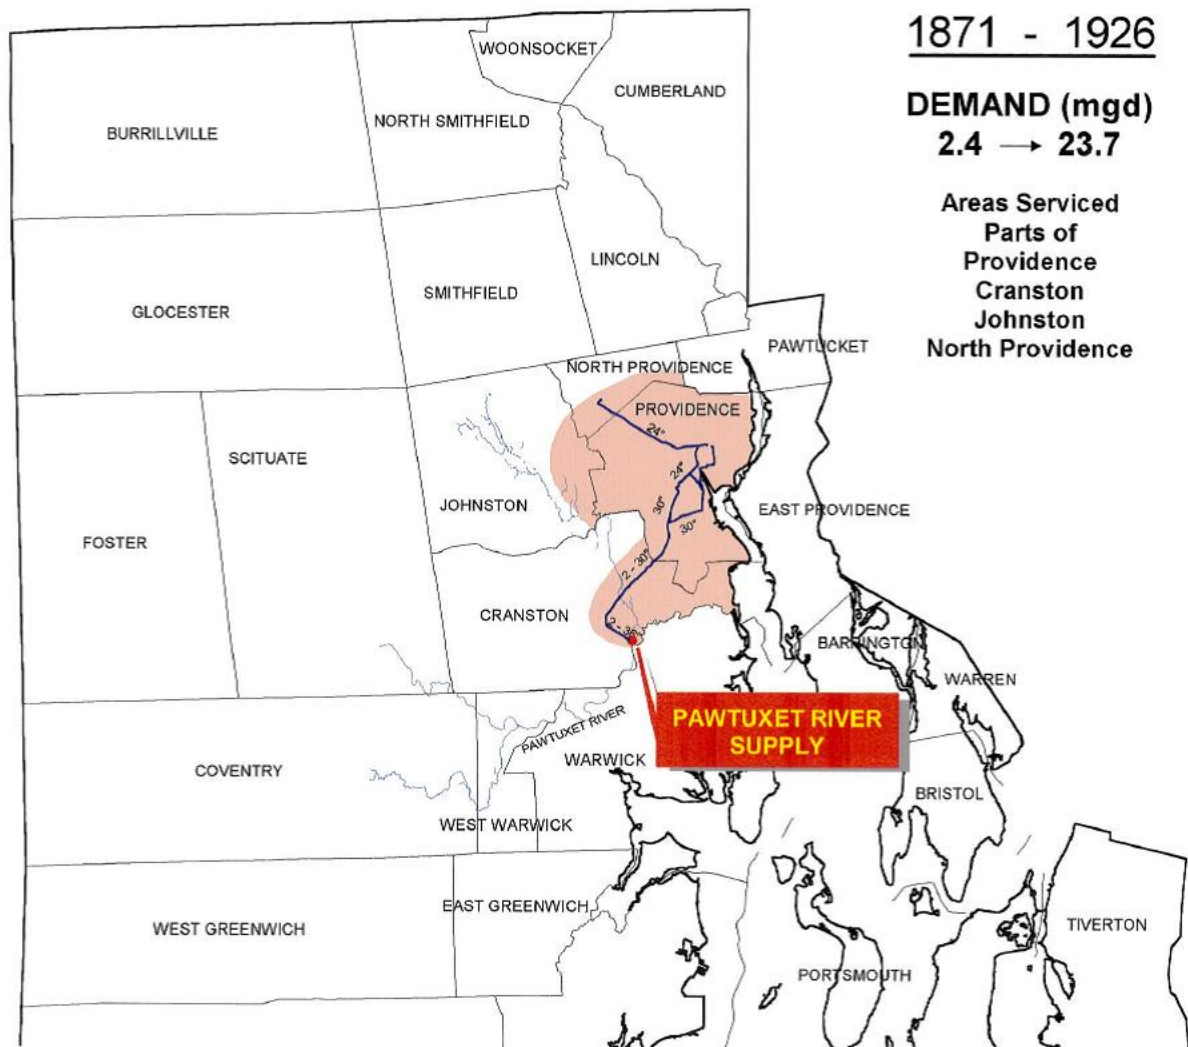 1871 - 1926
DEMAND (mgd)
2.4 → 23.7
Areas Serviced
Parts of
Providence
Cranston
Johnston
North Providence
WOONSOCKET
CUMBERLAND
NORTH SMITHFIELD
BURRILLVILLE
LINCOLN
SMITHFIELD
GLOCESTER
PAWTUCKET
NORTH PROVIDENCE
PROVIDENCE
24"
SCITUATE
24"
JOHNSTON
30"
EAST PROVIDENCE
30"
FOSTER
2 - 30"
CRANSTON
BARRINGTON
WARREN
PAWTUXET RIVER
SUPPLY
PAWTUXET RIVER
WARWICK
COVENTRY
BRISTOL
WEST WARWICK
EAST GREENWICH
WEST GREENWICH
TIVERTON
PORTSMOUTH